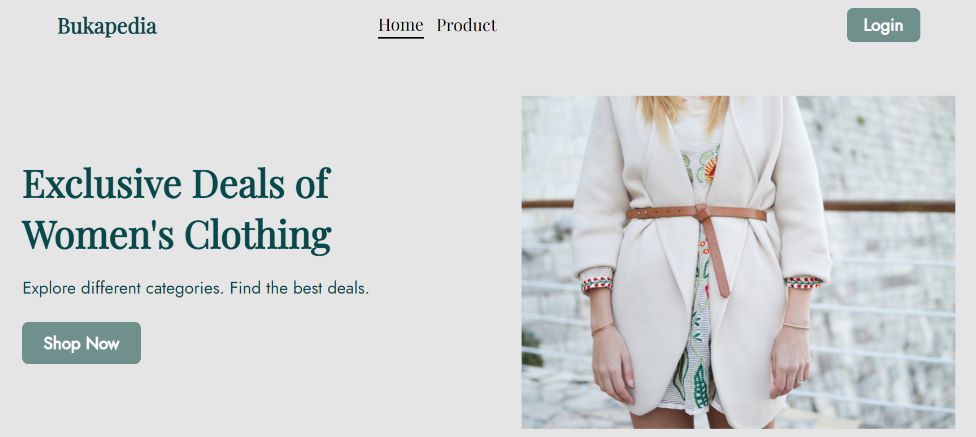 Bukapedia
Home Product
Login
Exclusive Deals of
Women's Clothing
Explore different categories. Find the best deals.
Shop Now